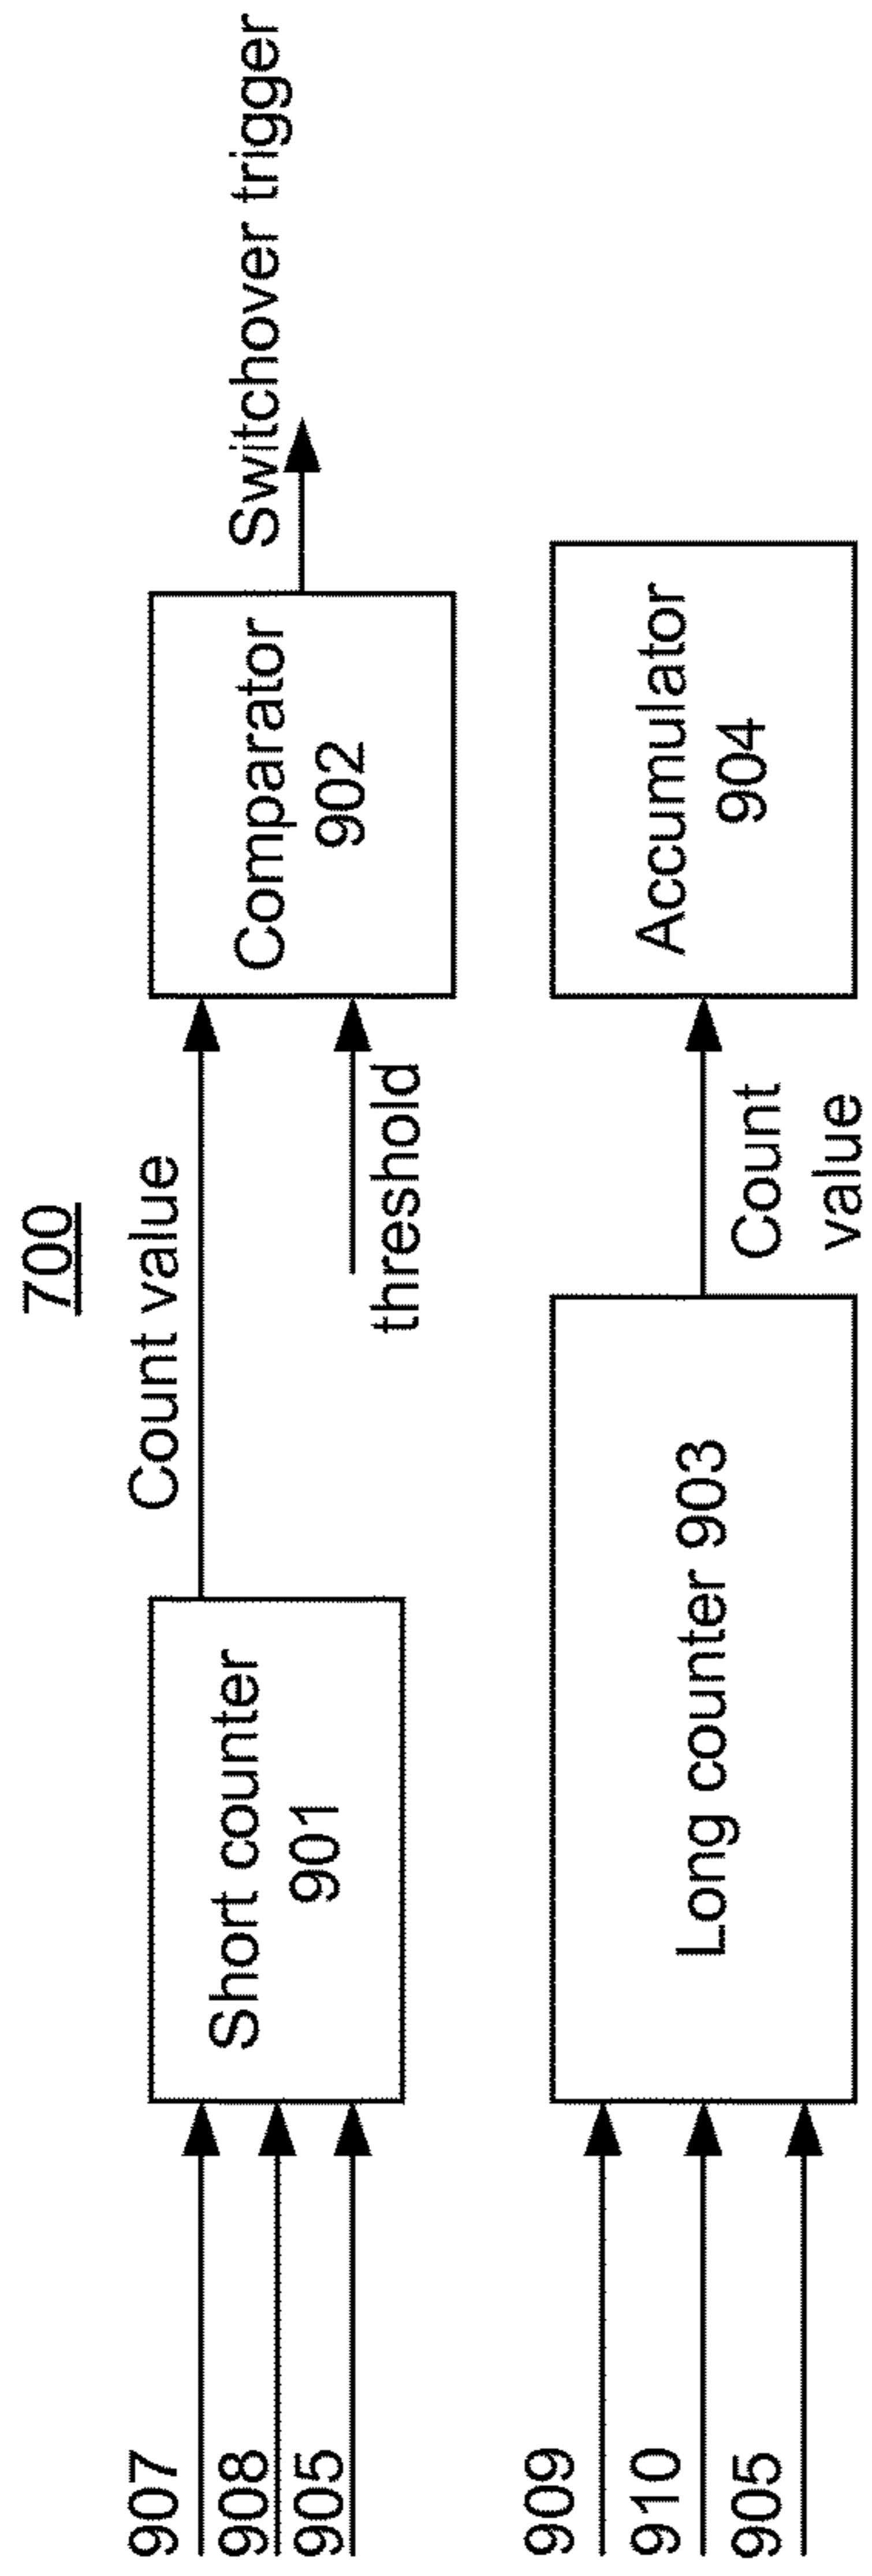 700
907
908
905
Short counter
901
Count value
threshold
Comparator
902
Switchover trigger
909
910
905
Long counter 903
Count
value
Accumulator
904